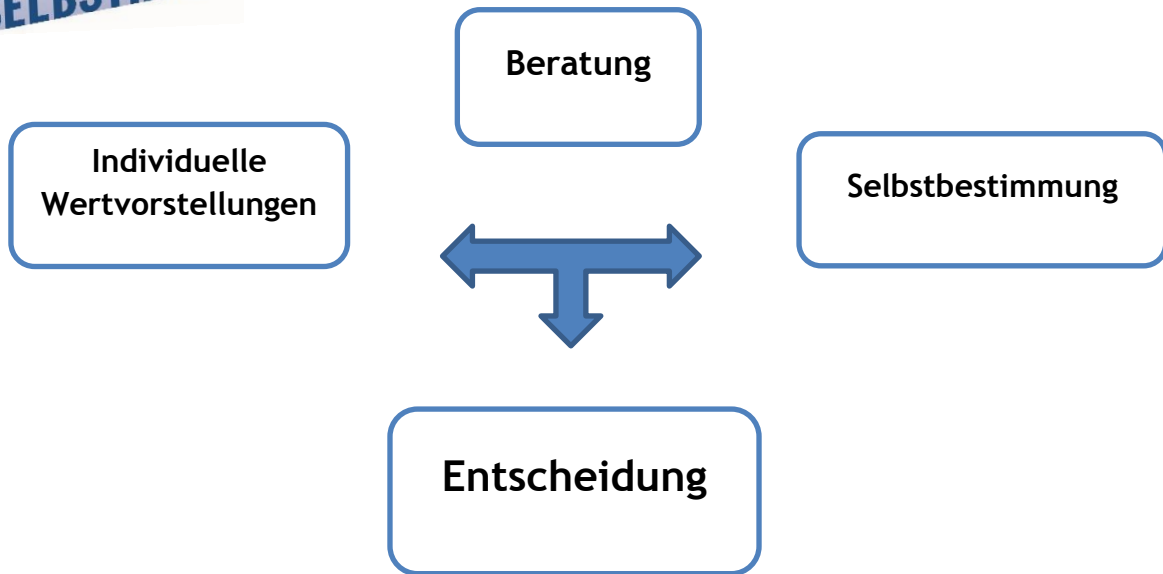 Beratung
Individuelle
Wertvorstellungen
Selbstbestimmung
Entscheidung